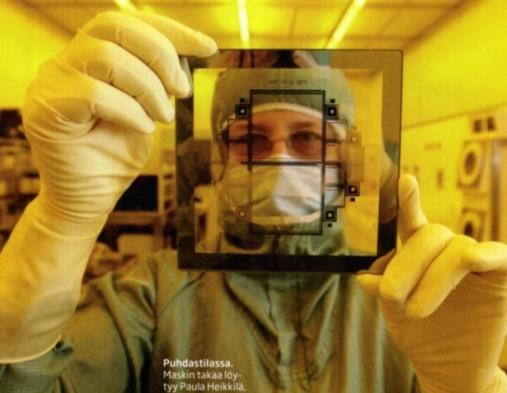 Puhdastilassa.
Maskin takaa löy-
tyy Paula Heikkilä,